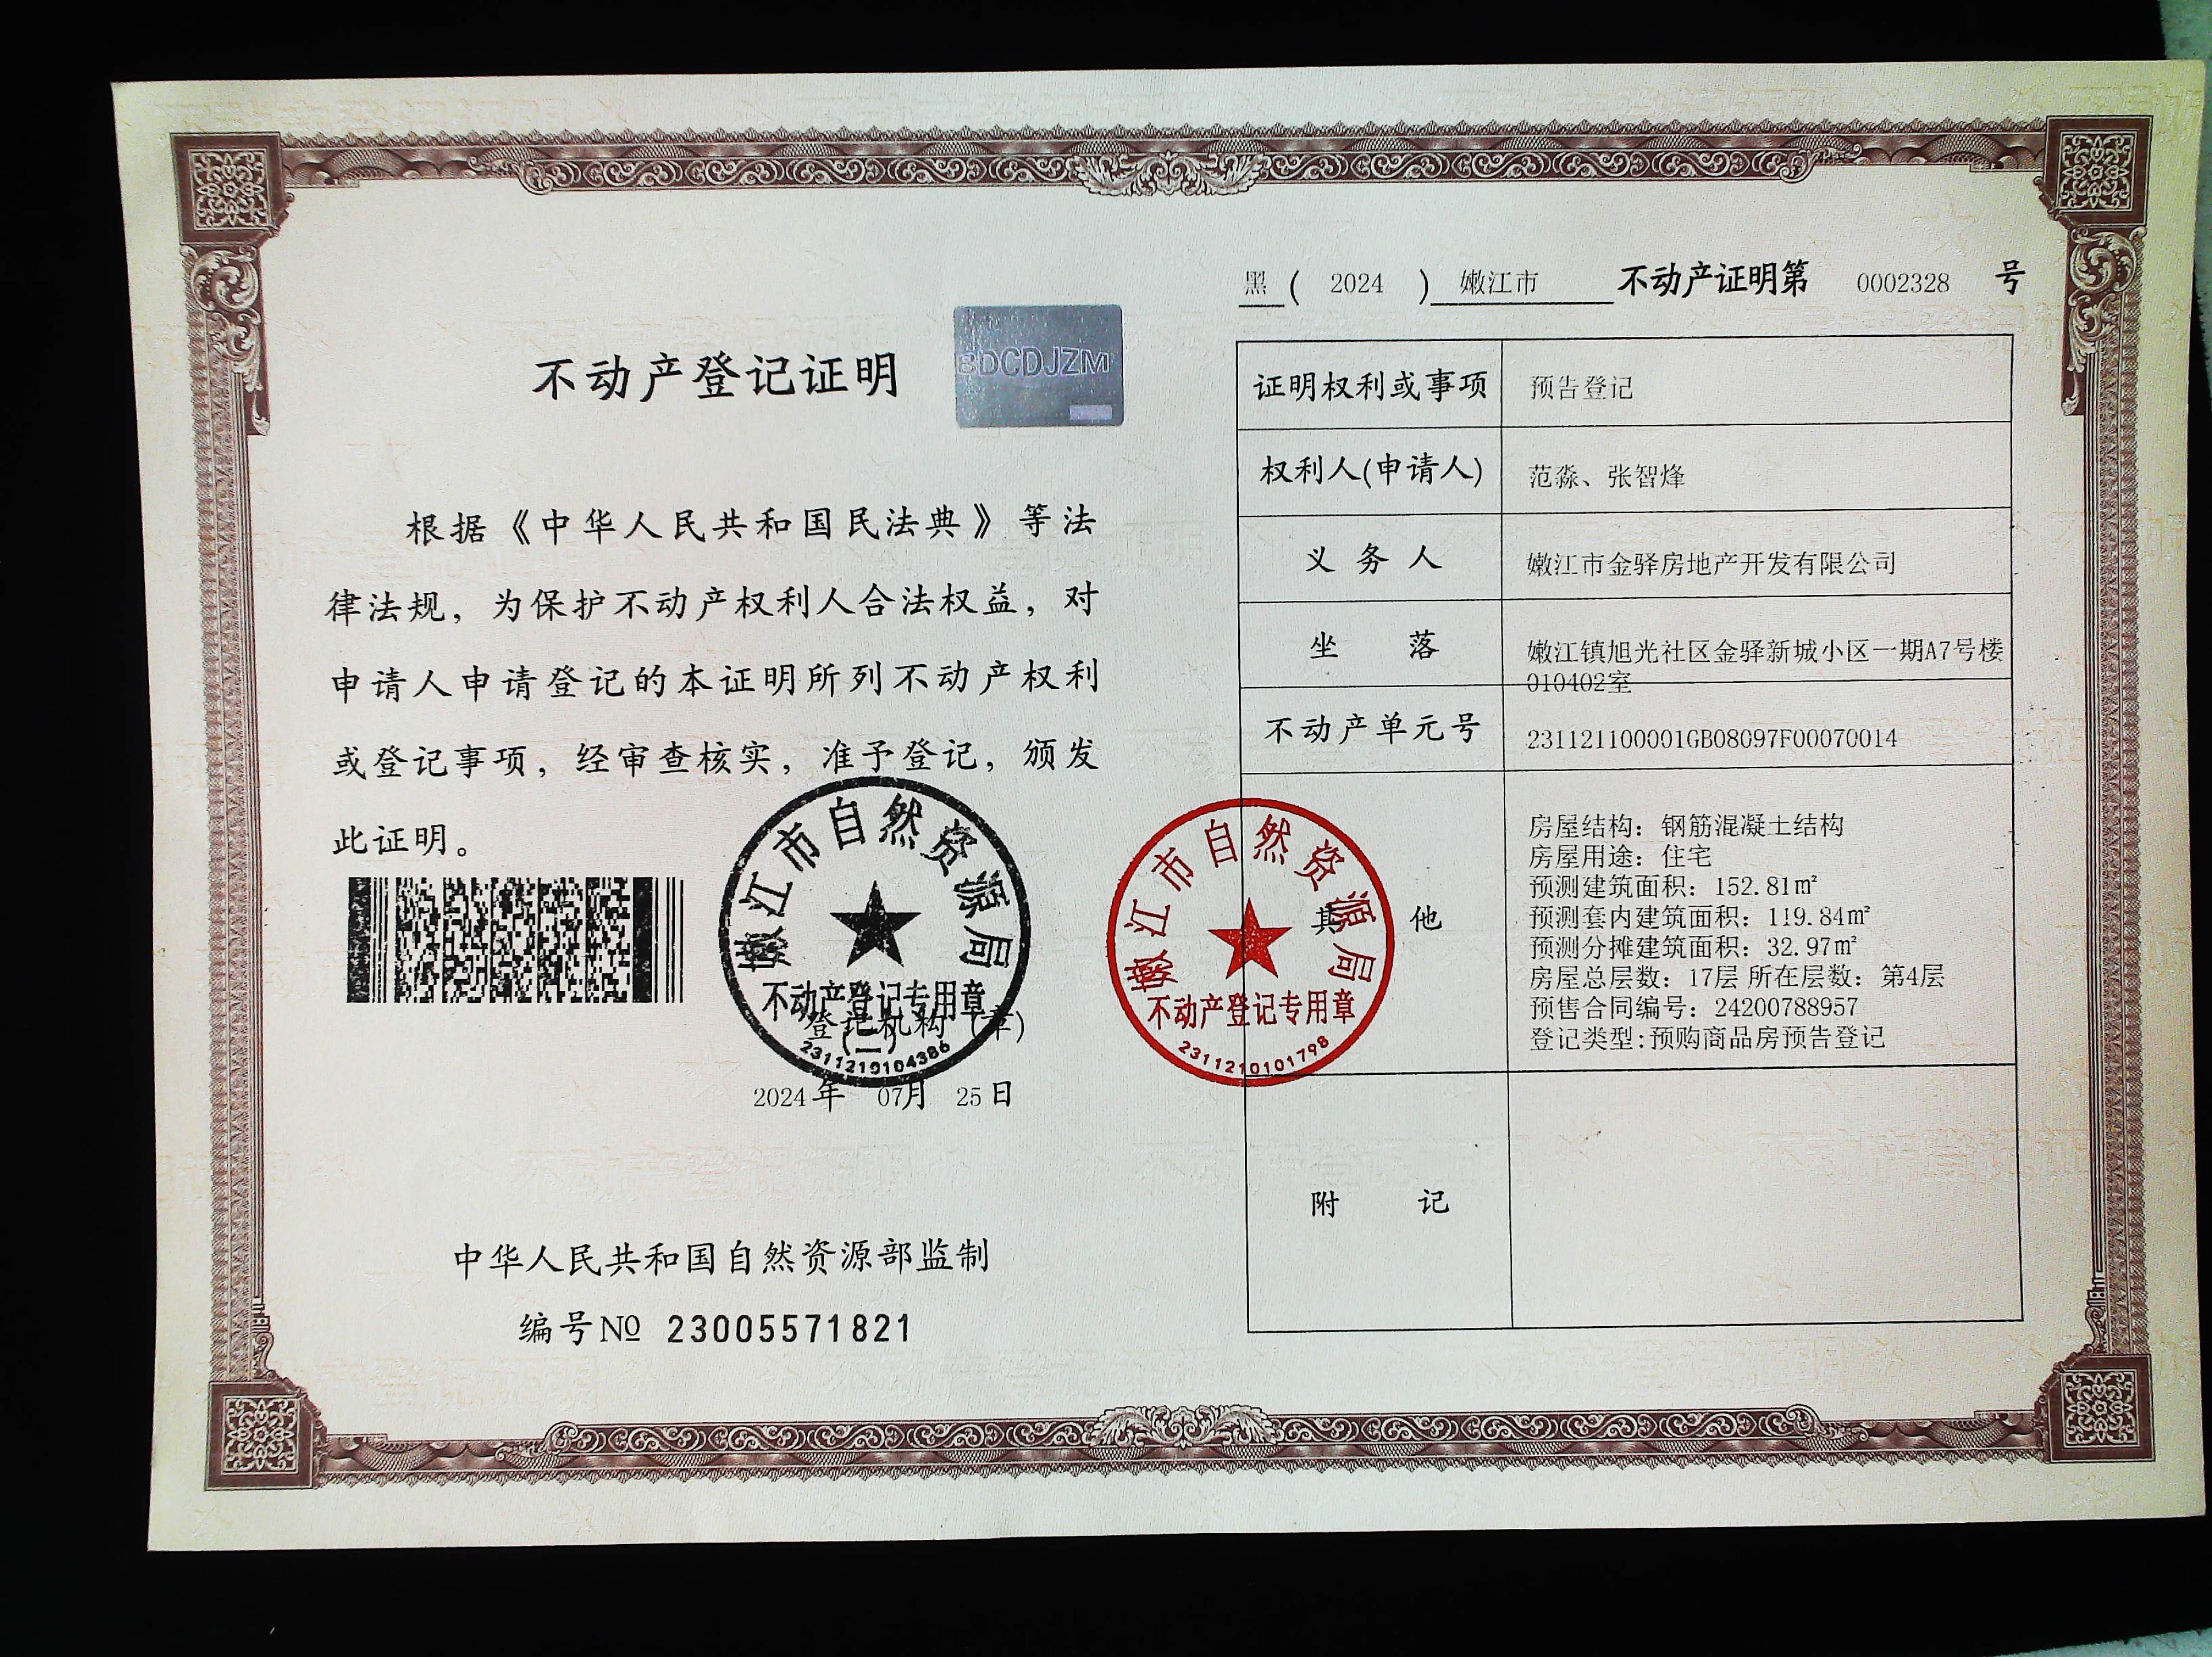 不动产登记证明
BDCDJZM
根据《中华人民共和国民法典》等法
律法规，为保护不动产权利人合法权益，对
申请人申请登记的本证明所列不动产权利
或登记事项，经审查核实，准予登记，颁发
此证明。
嫩江市自然资源局
不动产登记专用章
(二)
2311210104386
登记机构（章）
2024年 07月 25日
中华人民共和国自然资源部监制
编号№ 23005571821
黑（ 2024 ）嫩江市 不动产证明第 0002328 号
证明权利或事项 预告登记
权利人(申请人) 范淼、张智烽
义务人 嫩江市金驿房地产开发有限公司
坐落 嫩江镇旭光社区金驿新城小区一期A7号楼
010402室
不动产单元号 231121100001GB08097F00070014
其他
房屋结构：钢筋混凝土结构
房屋用途：住宅
预测建筑面积：152.81㎡
预测套内建筑面积：119.84㎡
预测分摊建筑面积：32.97㎡
房屋总层数：17层 所在层数：第4层
预售合同编号：24200788957
登记类型:预购商品房预告登记
嫩江市自然资源局
不动产登记专用章
2311210101798
附记